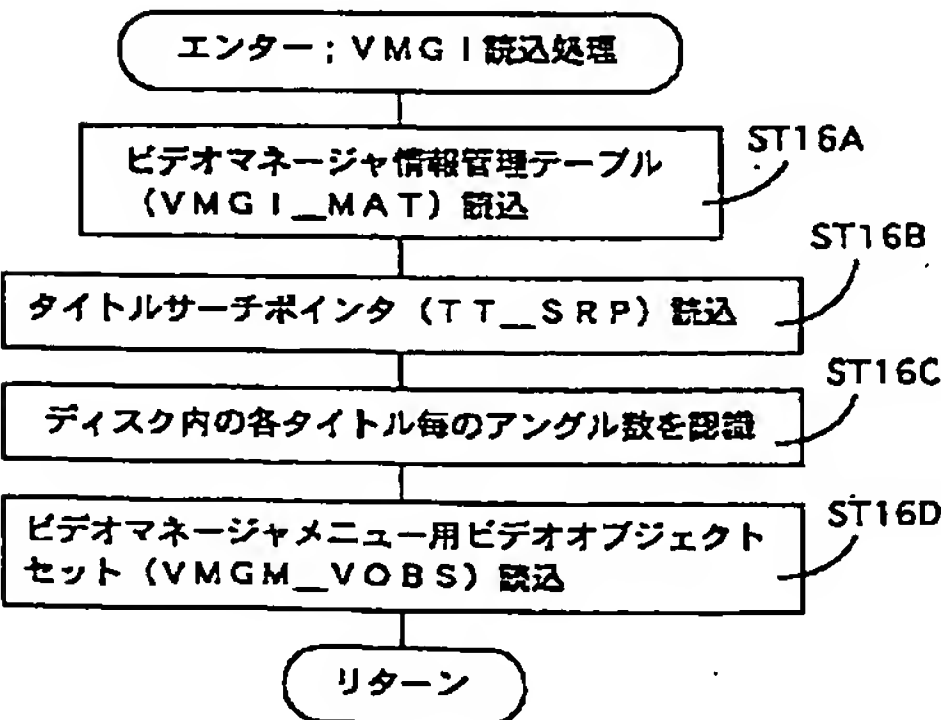 エンター；ＶＭＧＩ読込処理
ビデオマネージャ情報管理テーブル
（ＶＭＧＩ＿ＭＡＴ）読込
ST16A
タイトルサーチポインタ（ＴＴ＿ＳＲＰ）読込
ST16B
ディスク内の各タイトル毎のアングル数を認識
ST16C
ビデオマネージャメニュー用ビデオオブジェクト
セット（ＶＭＧＭ＿ＶＯＢＳ）読込
ST16D
リターン